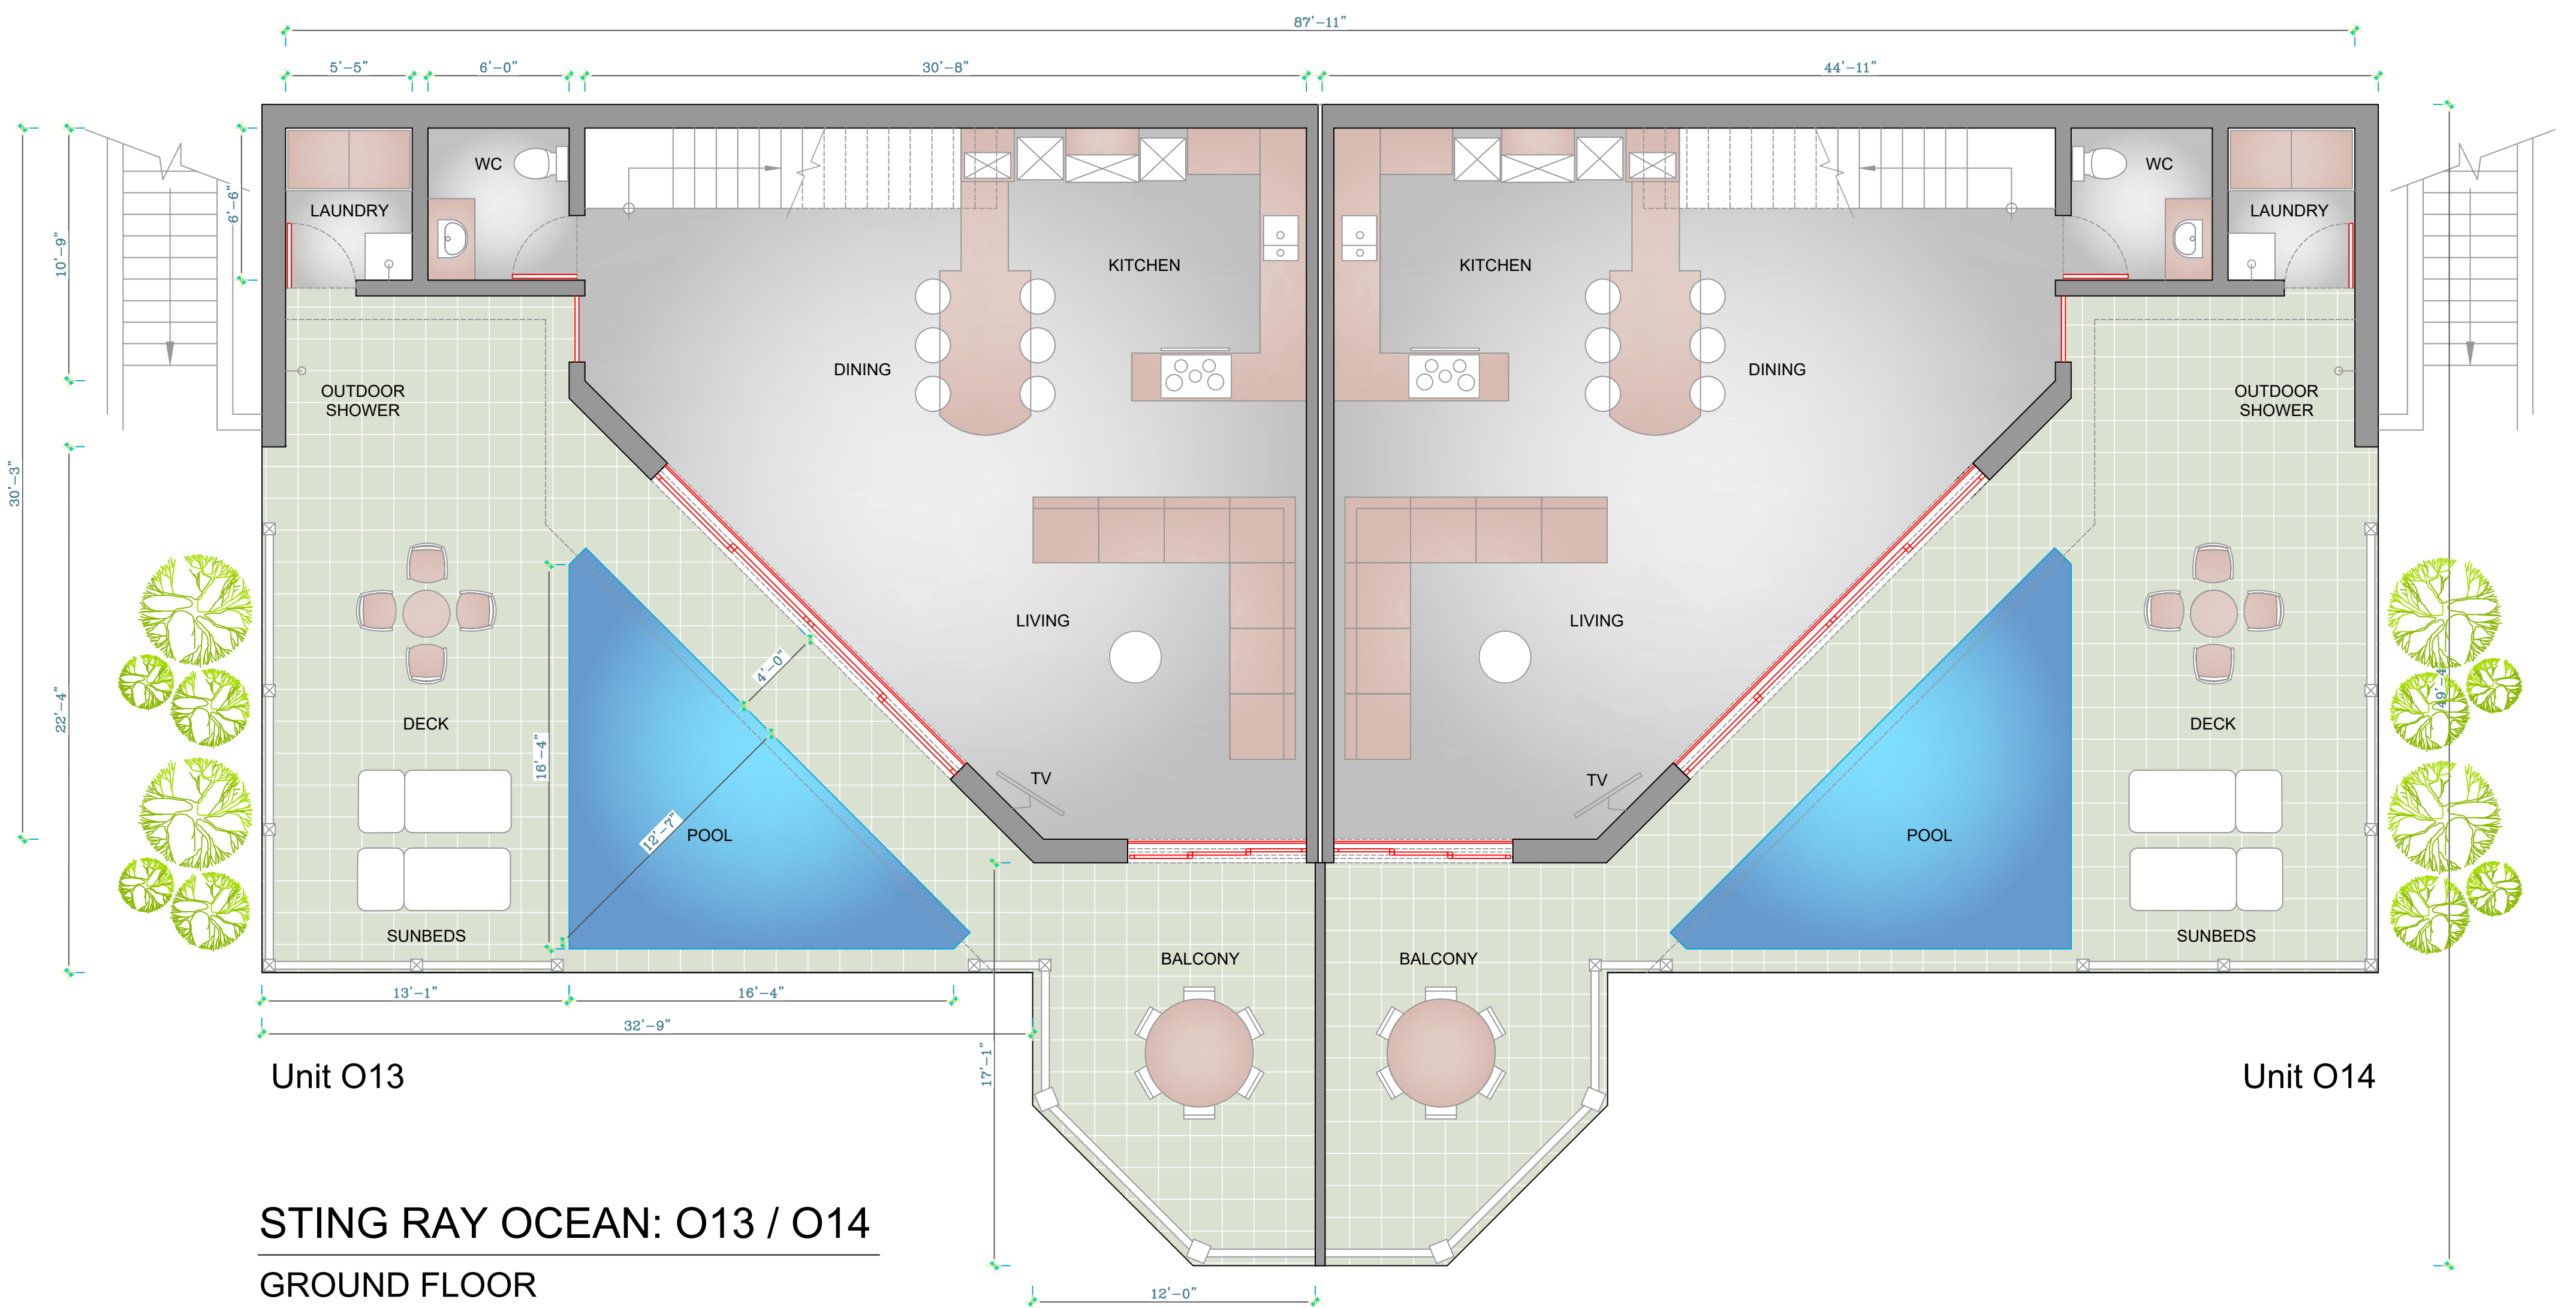 87'-11"
5'-5"
6'-0"
30'-8"
44'-11"
WC
WC
LAUNDRY
LAUNDRY
6'-6"
10'-9"
KITCHEN
KITCHEN
DINING
DINING
OUTDOOR
SHOWER
OUTDOOR
SHOWER
30'-3"
22'-4"
LIVING
LIVING
4'-0"
DECK
DECK
49'-4
16'-4"
TV
TV
12'-7"
POOL
POOL
SUNBEDS
SUNBEDS
BALCONY
BALCONY
13'-1"
16'-4"
32'-9"
17'-1"
Unit O13
Unit O14
STING RAY OCEAN: O13 / O14
GROUND FLOOR
12'-0"